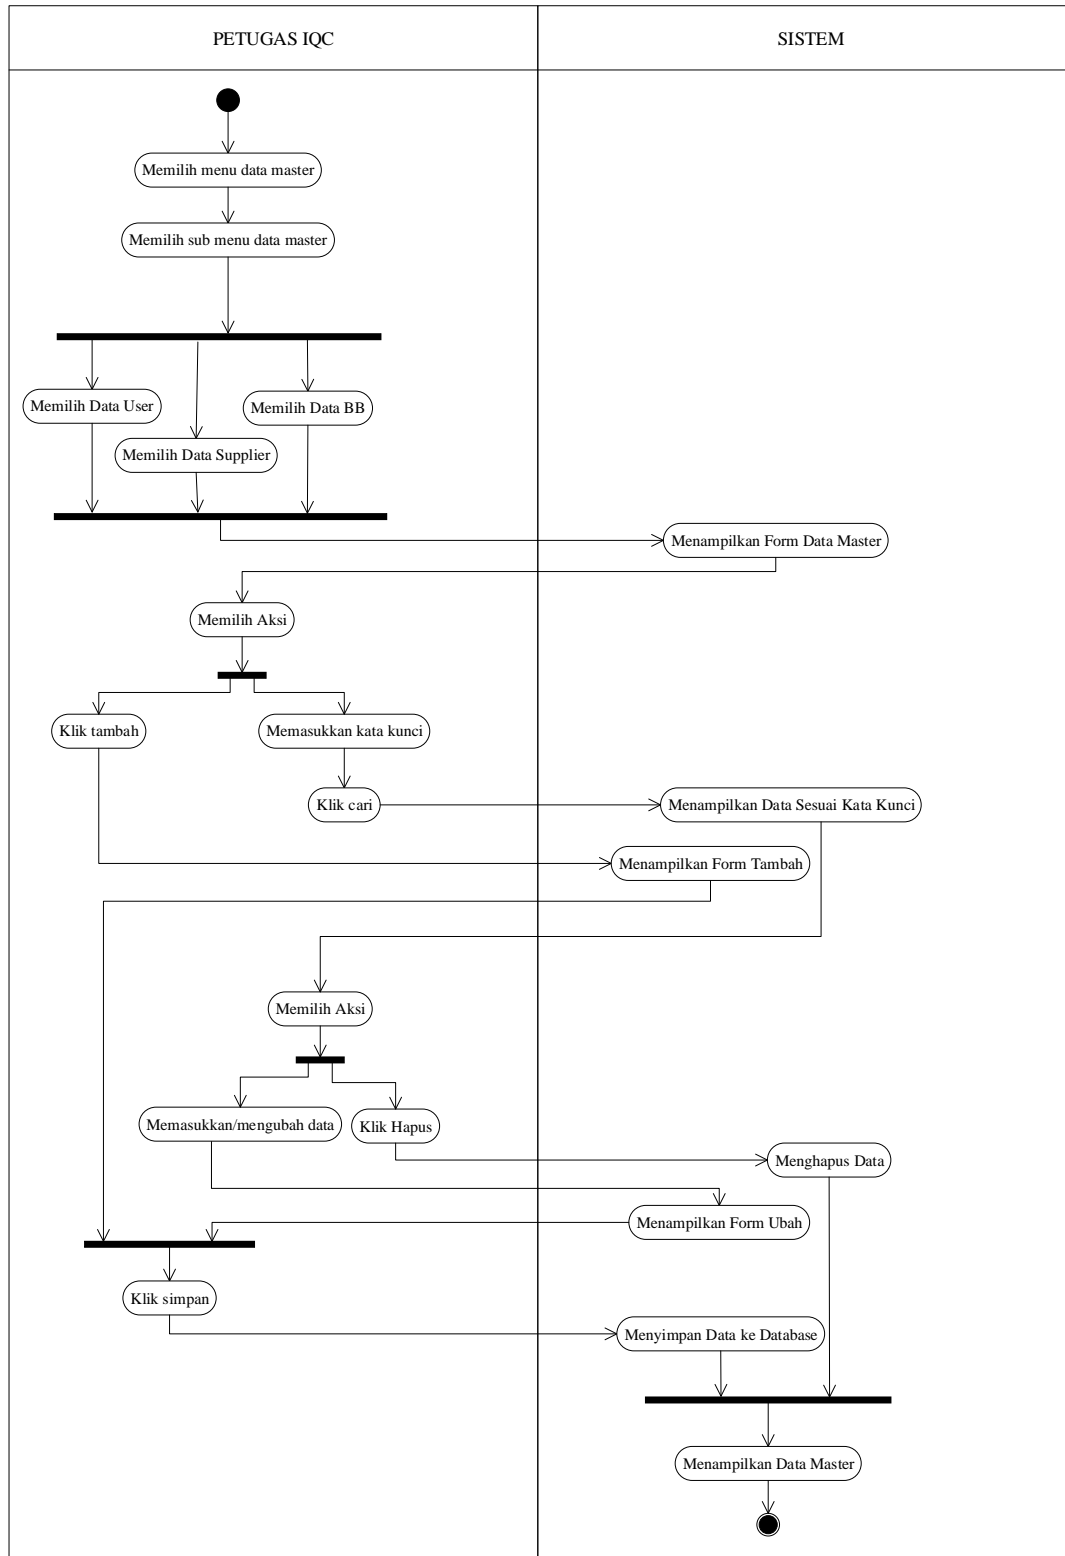 PETUGAS IQC
SISTEM
Memilih menu data master
Memilih sub menu data master
Memilih Data User
Memilih Data BB
Memilih Data Supplier
Menampilkan Form Data Master
Memilih Aksi
Klik tambah
Memasukkan kata kunci
Klik cari
Menampilkan Data Sesuai Kata Kunci
Menampilkan Form Tambah
Memilih Aksi
Memasukkan/mengubah data
Klik Hapus
Menghapus Data
Menampilkan Form Ubah
Klik simpan
Menyimpan Data ke Database
Menampilkan Data Master